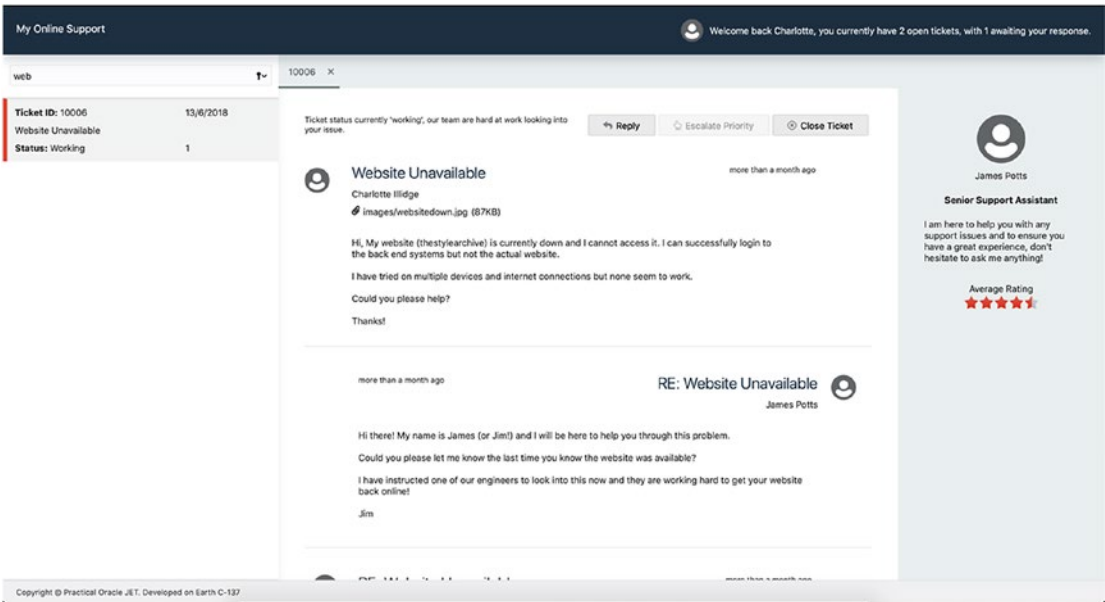 My Online Support
Welcome back Charlotte, you currently have 2 open tickets, with 1 awaiting your response.
web
Ticket ID: 10006 13/6/2018
Website Unavailable
Status: Working 1
10006 ×
Ticket status currently 'working', our team are hard at work looking into
your issue.
Reply
Escalate Priority
Close Ticket
Website Unavailable
more than a month ago
Charlotte Illidge
images/websitedown.jpg (87KB)
Hi, My website (thestylearchive) is currently down and I cannot access it. I can successfully login to
the back end systems but not the actual website.
I have tried on multiple devices and internet connections but none seem to work.
Could you please help?
Thanks!
more than a month ago
RE: Website Unavailable
James Potts
Hi there! My name is James (or Jim!) and I will be here to help you through this problem.
Could you please let me know the last time you know the website was available?
I have instructed one of our engineers to look into this now and they are working hard to get your website
back online!
Jim
James Potts
Senior Support Assistant
I am here to help you with any
support issues and to ensure you
have a great experience, don't
hesitate to ask me anything!
Average Rating
Copyright © Practical Oracle JET. Developed on Earth C-137